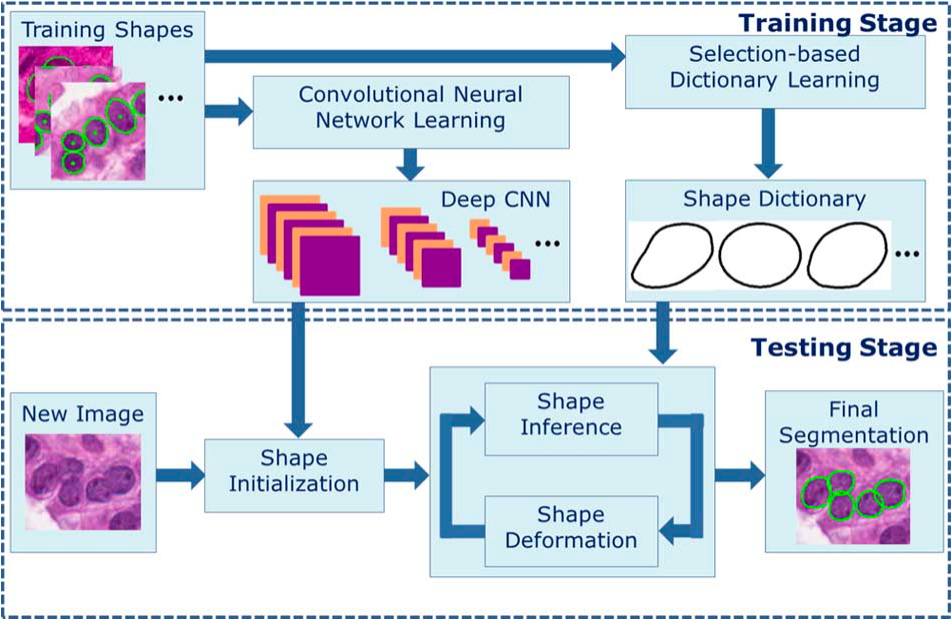 Training Stage
Training Shapes
...
Convolutional Neural
Network Learning
Selection-based
Dictionary Learning
Deep CNN
...
Shape Dictionary
...
Testing Stage
New Image
Shape
Initialization
Shape
Inference
Shape
Deformation
Final
Segmentation